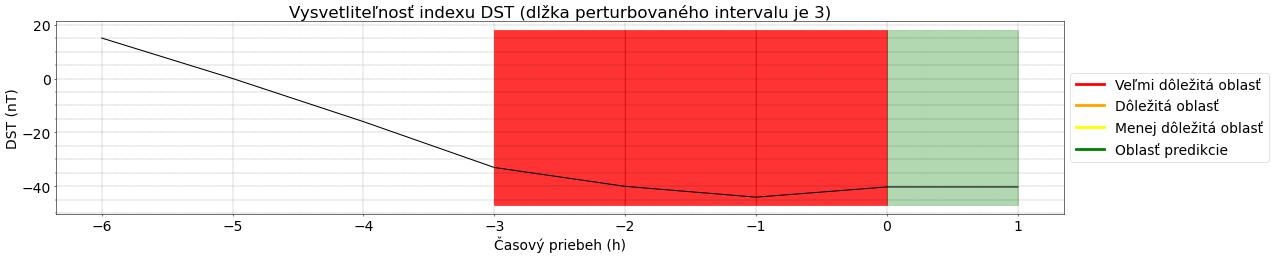 Vysvetliteľnosť indexu DST (dlžka perturbovaného intervalu je 3)
20
0
−20
−40
DST (nT)
−6 −5 −4 −3 −2 −1 0 1
Časový priebeh (h)
Veľmi dôležitá oblasť
Dôležitá oblasť
Menej dôležitá oblasť
Oblasť predikcie